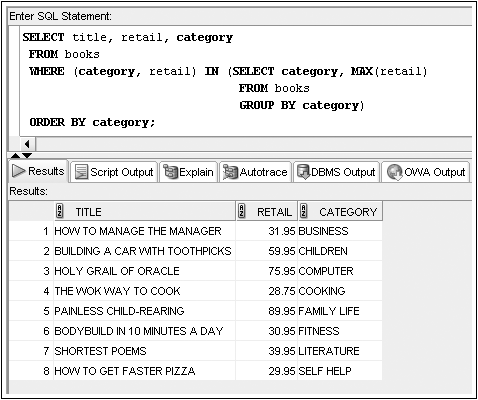 Enter SQL Statement:
SELECT title, retail, category
FROM books
WHERE (category, retail) IN (SELECT category, MAX(retail)
FROM books
GROUP BY category)
ORDER BY category;
Results Script Output Explain Autotrace DBMS Output OWA Output
Results:
TITLE RETAIL CATEGORY
1 HOW TO MANAGE THE MANAGER 31.95 BUSINESS
2 BUILDING A CAR WITH TOOTHPICKS 59.95 CHILDREN
3 HOLY GRAIL OF ORACLE 75.95 COMPUTER
4 THE WOK WAY TO COOK 28.75 COOKING
5 PAINLESS CHILD-REARING 89.95 FAMILY LIFE
6 BODYBUILD IN 10 MINUTES A DAY 30.95 FITNESS
7 SHORTEST POEMS 39.95 LITERATURE
8 HOW TO GET FASTER PIZZA 29.95 SELF HELP